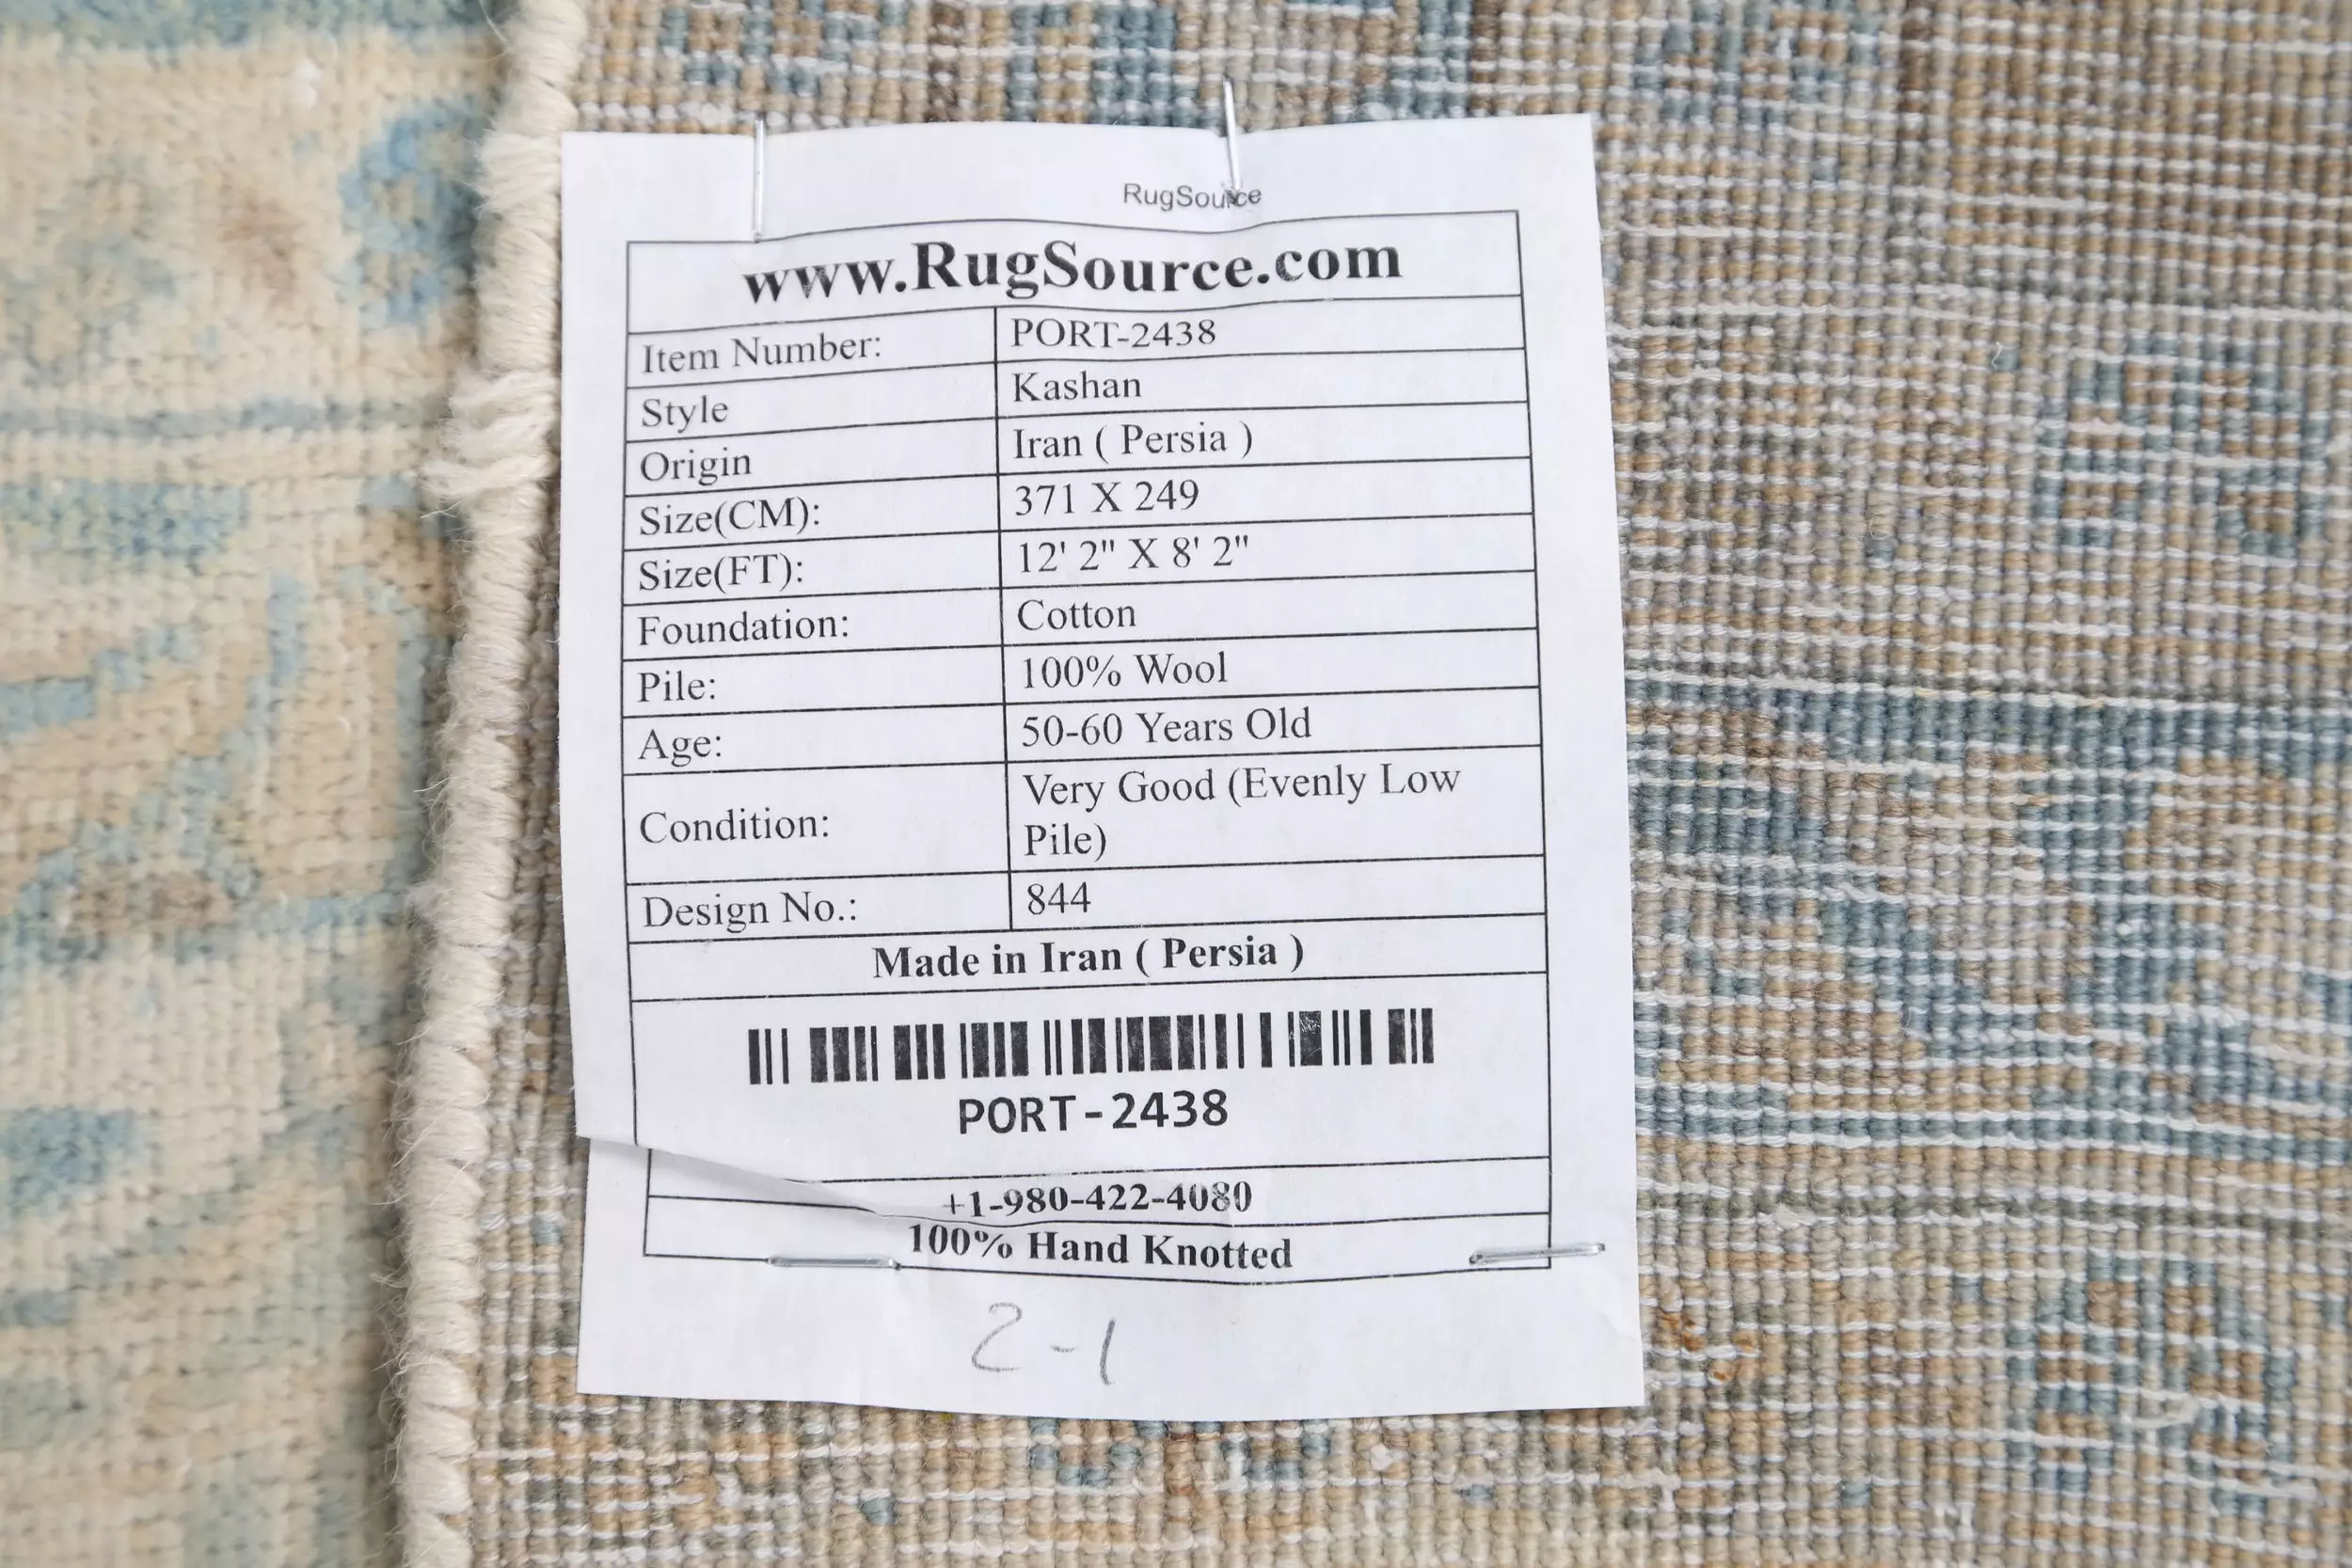 RugSource
www.RugSource.com
Item Number: PORT-2438
Style Kashan
Origin Iran ( Persia )
Size(CM): 371 X 249
Size(FT): 12' 2" X 8' 2"
Foundation: Cotton
Pile: 100% Wool
Age: 50-60 Years Old
Condition: Very Good (Evenly Low
Pile)
Design No.: 844
Made in Iran ( Persia )
PORT-2438
+1-980-422-4080
100% Hand Knotted
2-1